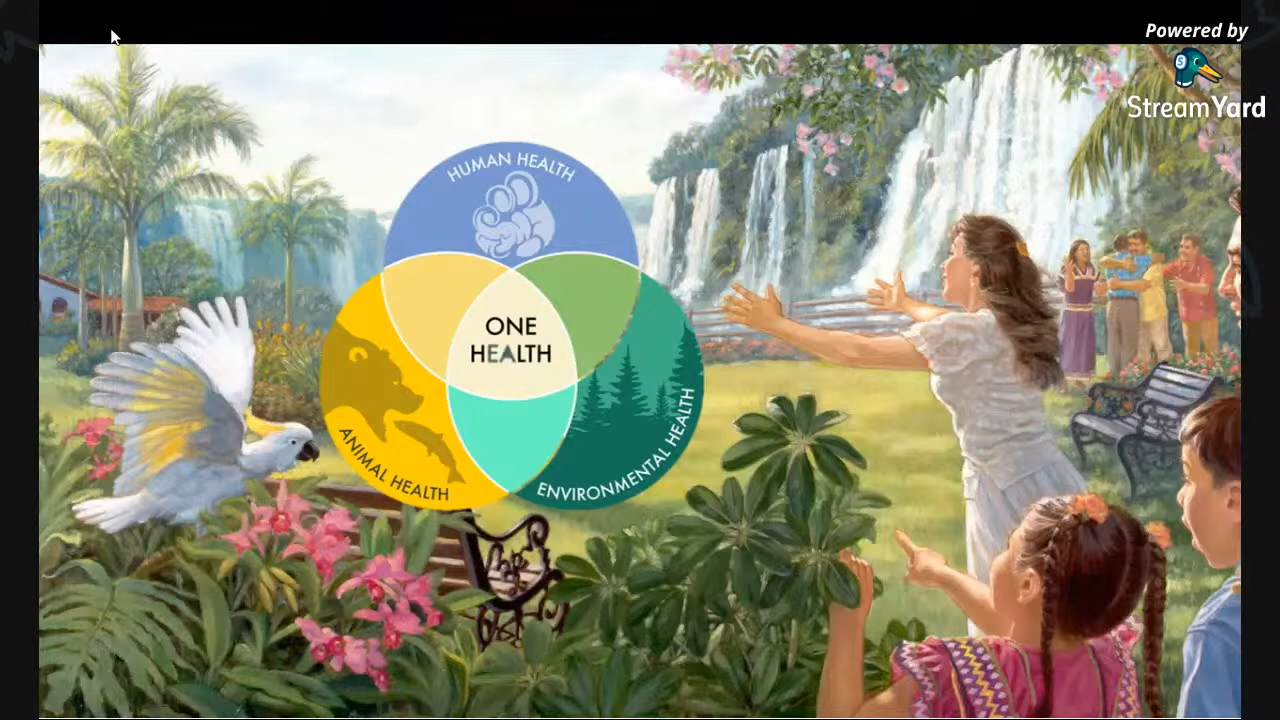 Powered by
StreamYard
HUMAN HEALTH
ONE
HEALTH
ANIMAL HEALTH
ENVIRONMENTAL HEALTH